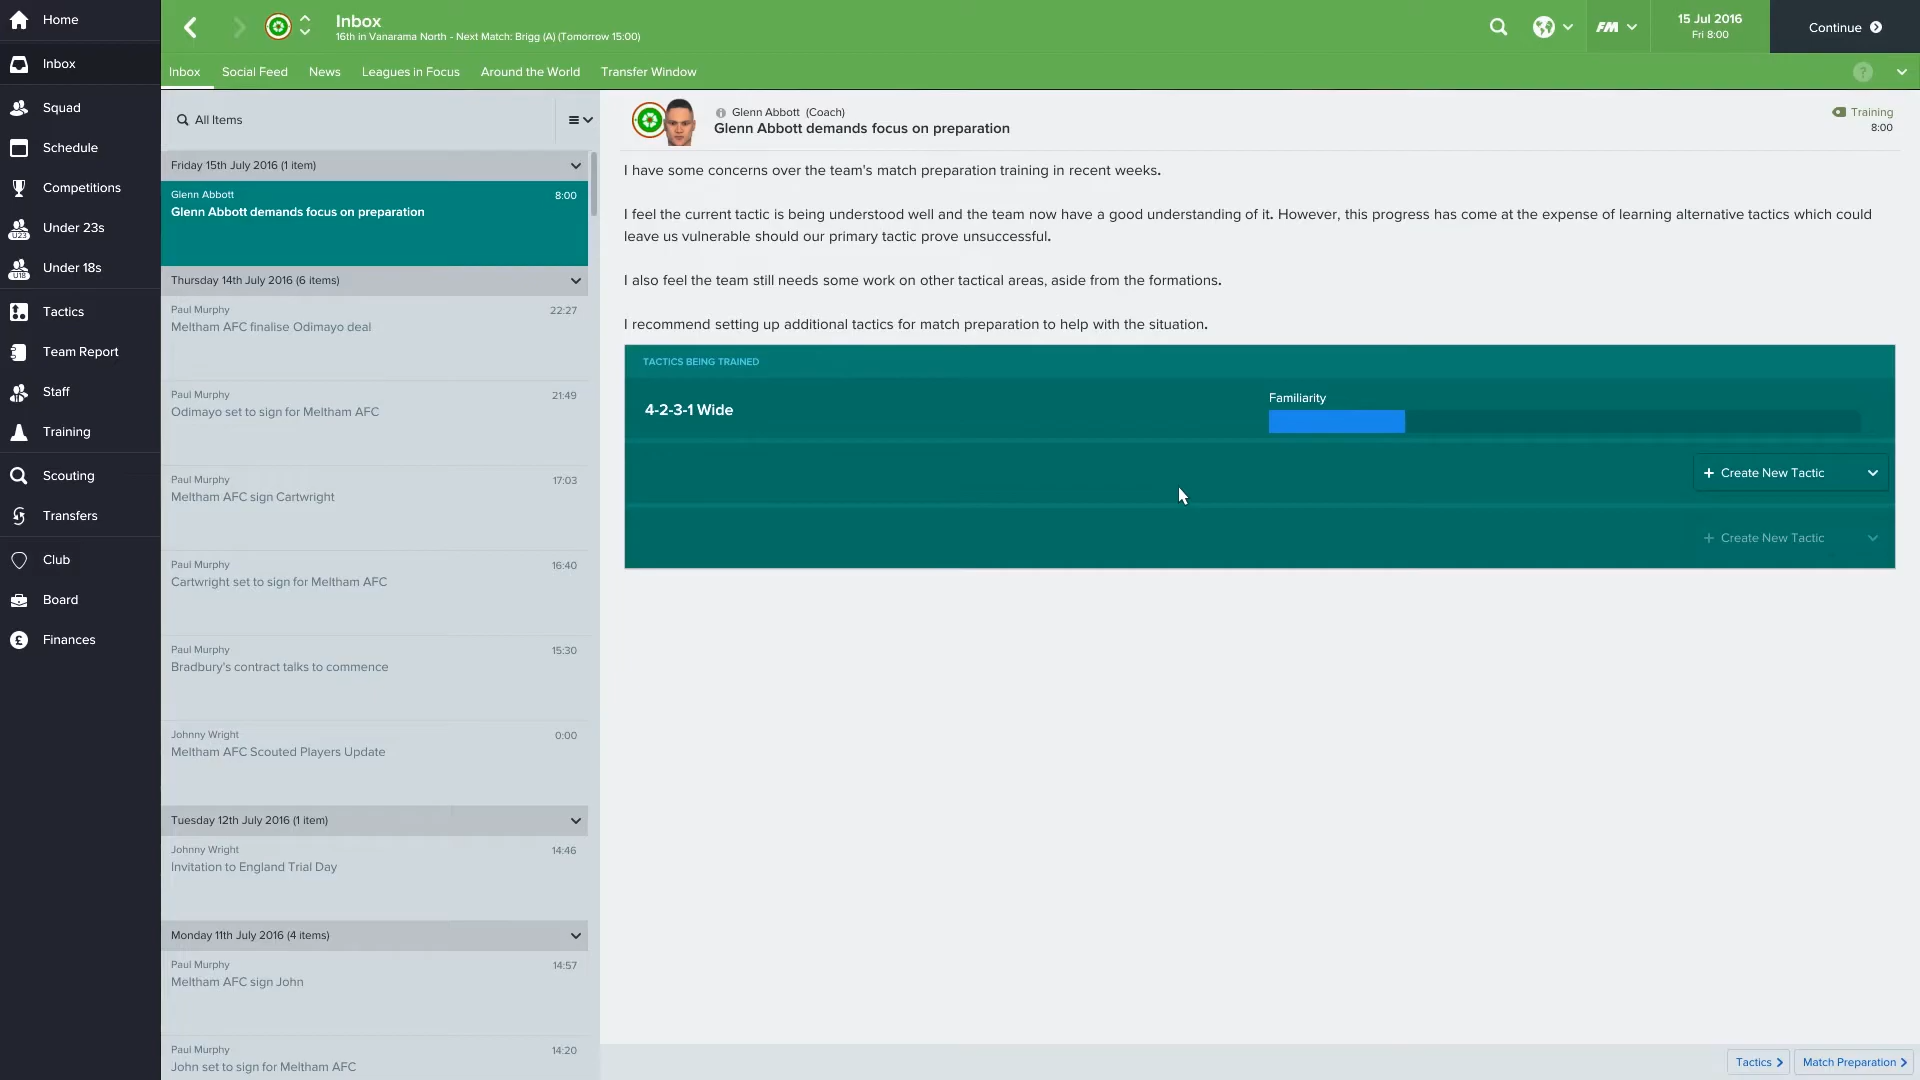 Home
Inbox
Squad
Schedule
Competitions
U23
Under 23s
U18
Under 18s
Tactics
Team Report
Staff
Training
Scouting
Transfers
Club
Board
£
Finances
Inbox
16th in Vanarama North - Next Match: Brigg (A) (Tomorrow 15:00)
FM
15 Jul 2016
Fri 8:00
Continue
Inbox
Social Feed
News
Leagues in Focus
Around the World
Transfer Window
?
All Items
Friday 15th July 2016 (1 item)
Glenn Abbott
8:00
Glenn Abbott demands focus on preparation
Thursday 14th July 2016 (6 items)
Paul Murphy
22:27
Meltham AFC finalise Odimayo deal
Paul Murphy
21:49
Odimayo set to sign for Meltham AFC
Paul Murphy
17:03
Meltham AFC sign Cartwright
Paul Murphy
16:40
Cartwright set to sign for Meltham AFC
Paul Murphy
15:30
Bradbury's contract talks to commence
Johnny Wright
0:00
Meltham AFC Scouted Players Update
Tuesday 12th July 2016 (1 item)
Johnny Wright
14:46
Invitation to England Trial Day
Monday 11th July 2016 (4 items)
Paul Murphy
14:57
Meltham AFC sign John
Paul Murphy
14:20
John set to sign for Meltham AFC
Glenn Abbott (Coach)
Glenn Abbott demands focus on preparation
Training
8:00
I have some concerns over the team's match preparation training in recent weeks.
I feel the current tactic is being understood well and the team now have a good understanding of it. However, this progress has come at the expense of learning alternative tactics which could
leave us vulnerable should our primary tactic prove unsuccessful.
I also feel the team still needs some work on other tactical areas, aside from the formations.
I recommend setting up additional tactics for match preparation to help with the situation.
TACTICS BEING TRAINED
4-2-3-1 Wide
Familiarity
+ Create New Tactic
+ Create New Tactic
Tactics
Match Preparation